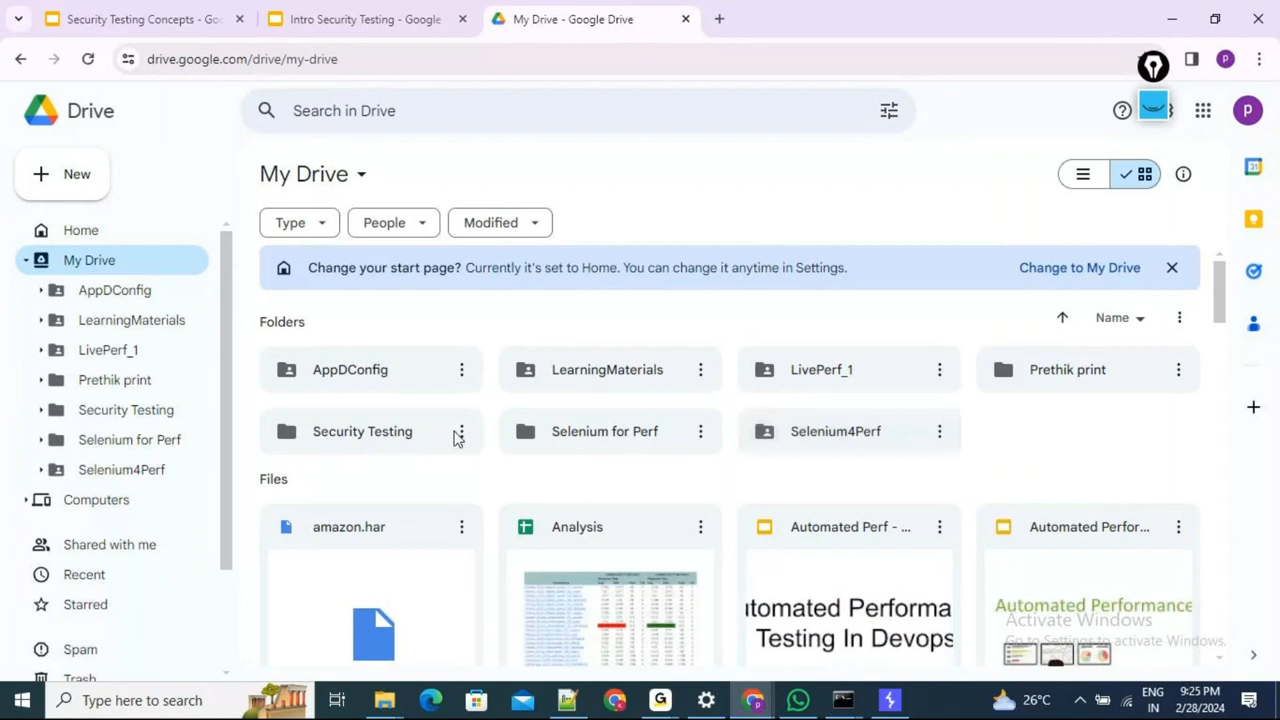 Security Testing Concepts - Goo
Intro Security Testing - Google
My Drive - Google Drive
drive.google.com/drive/my-drive
P
Drive
Search in Drive
P
New
My Drive
Type
People
Modified
Home
My Drive
AppDConfig
LearningMaterials
LivePerf_1
Prethik print
Security Testing
Selenium for Perf
Selenium4Perf
Computers
Shared with me
Recent
Starred
Spam
Change your start page? Currently it's set to Home. You can change it anytime in Settings.
Change to My Drive
Folders
Name
AppDConfig
LearningMaterials
LivePerf_1
Prethik print
Security Testing
Selenium for Perf
Selenium4Perf
Files
amazon.har
Analysis
Automated Perf - ...
Automated Perfor...
utomated Performa
Testing In Devops
Automated Performance
Activate Windows
Type here to search
26°C
ENG
IN
9:25 PM
2/28/2024